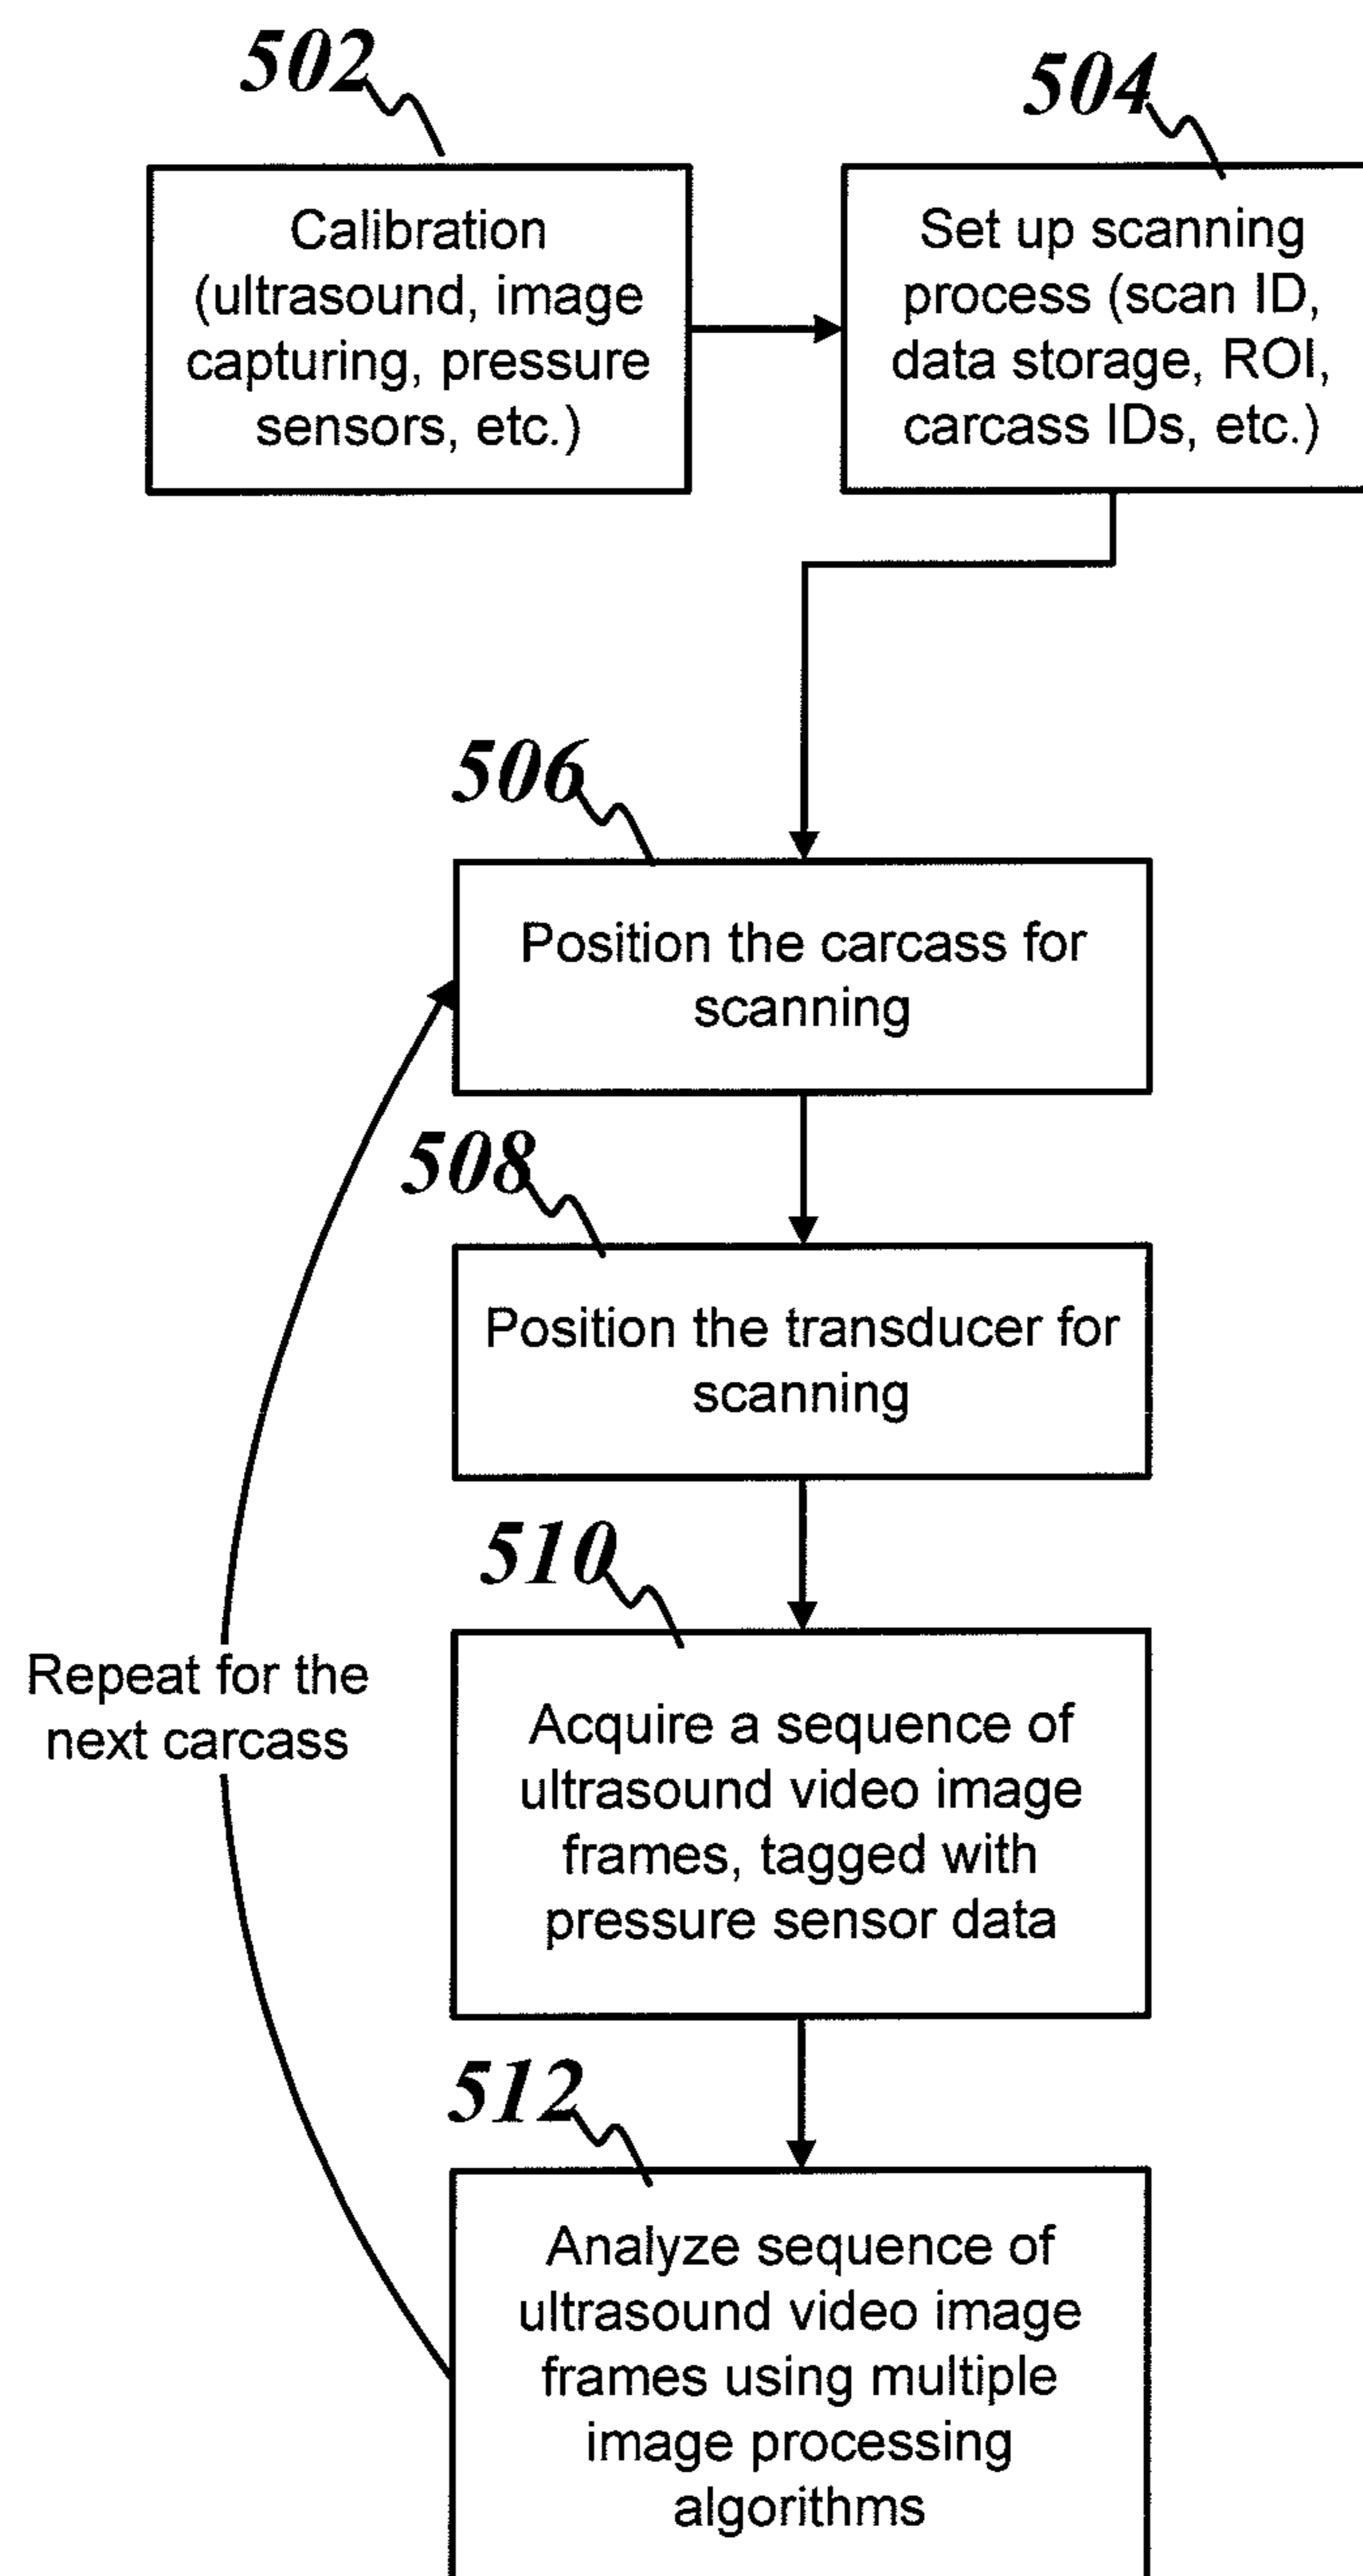 502
Calibration
(ultrasound, image
capturing, pressure
sensors, etc.)
504
Set up scanning
process (scan ID,
data storage, ROI,
carcass IDs, etc.)
506
Position the carcass for
scanning
508
Position the transducer for
scanning
510
Acquire a sequence of
ultrasound video image
frames, tagged with
pressure sensor data
Repeat for the
next carcass
512
Analyze sequence of
ultrasound video image
frames using multiple
image processing
algorithms